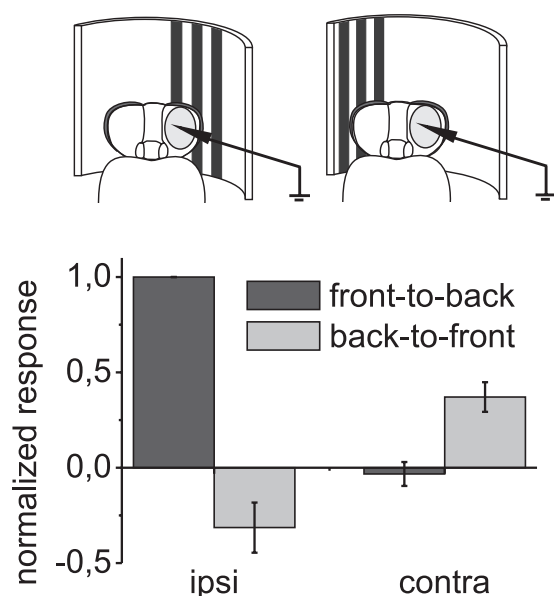 1,0
0,5
0,0
-0,5
normalized response
front-to-back
back-to-front
ipsi
contra